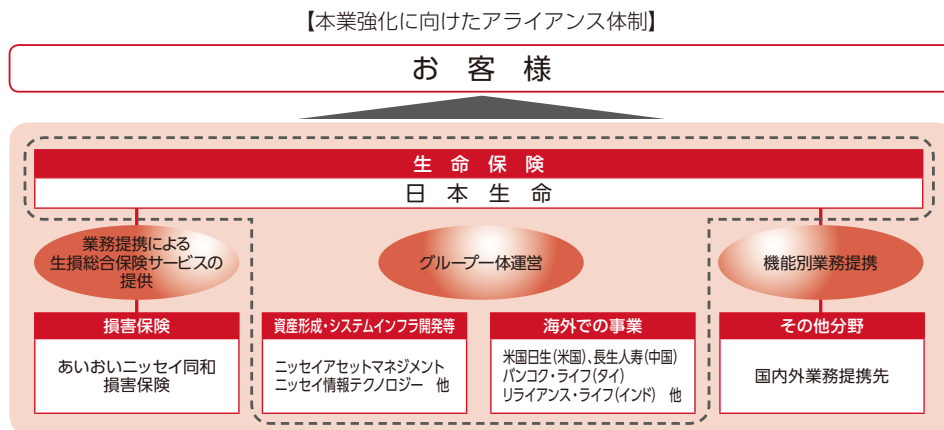 【本業強化に向けたアライアンス体制】
お客様
生命保険
日本生命
業務提携による
生損総合保険サービスの
提供
グループ一体運営
機能別業務提携
損害保険
あいおいニッセイ同和
損害保険
資産形成・システムインフラ開発等
ニッセイアセットマネジメント
ニッセイ情報テクノロジー 他
海外での事業
米国日生(米国)、長生人寿(中国)
バンコク・ライフ(タイ)
リライアンス・ライフ(インド) 他
その他分野
国内外業務提携先